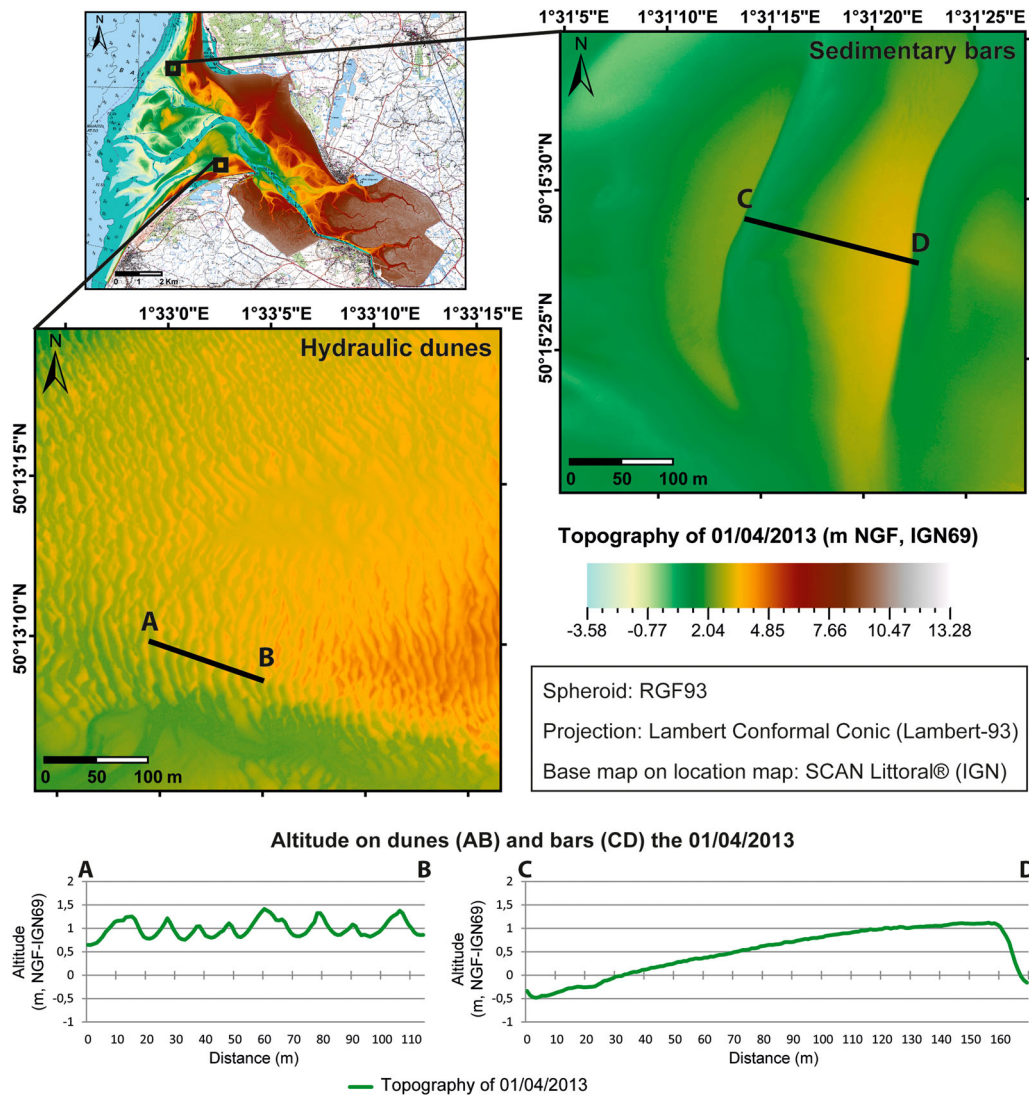 N
0 1 2 Km
1°31'5"E 1°31'10"E 1°31'15"E 1°31'20"E 1°31'25"E
N
Sedimentary bars
50°15'30"N
50°15'25"N
C
D
0 50 100 m
1°33'0"E 1°33'5"E 1°33'10"E 1°33'15"E
N
Hydraulic dunes
50°13'15"N
50°13'10"N
A
B
0 50 100 m
Topography of 01/04/2013 (m NGF, IGN69)
-3.58 -0.77 2.04 4.85 7.66 10.47 13.28
Spheroid: RGF93
Projection: Lambert Conformal Conic (Lambert-93)
Base map on location map: SCAN Littoral® (IGN)
Altitude on dunes (AB) and bars (CD) the 01/04/2013
A B
Altitude
(m, NGF-IGN69)
2
1,5
1
0,5
0
-0,5
-1
0 10 20 30 40 50 60 70 80 90 100 110
Distance (m)
C D
Altitude
(m, NGF-IGN69)
2
1,5
1
0,5
0
-0,5
-1
0 10 20 30 40 50 60 70 80 90 100 110 120 130 140 150 160
Distance (m)
Topography of 01/04/2013